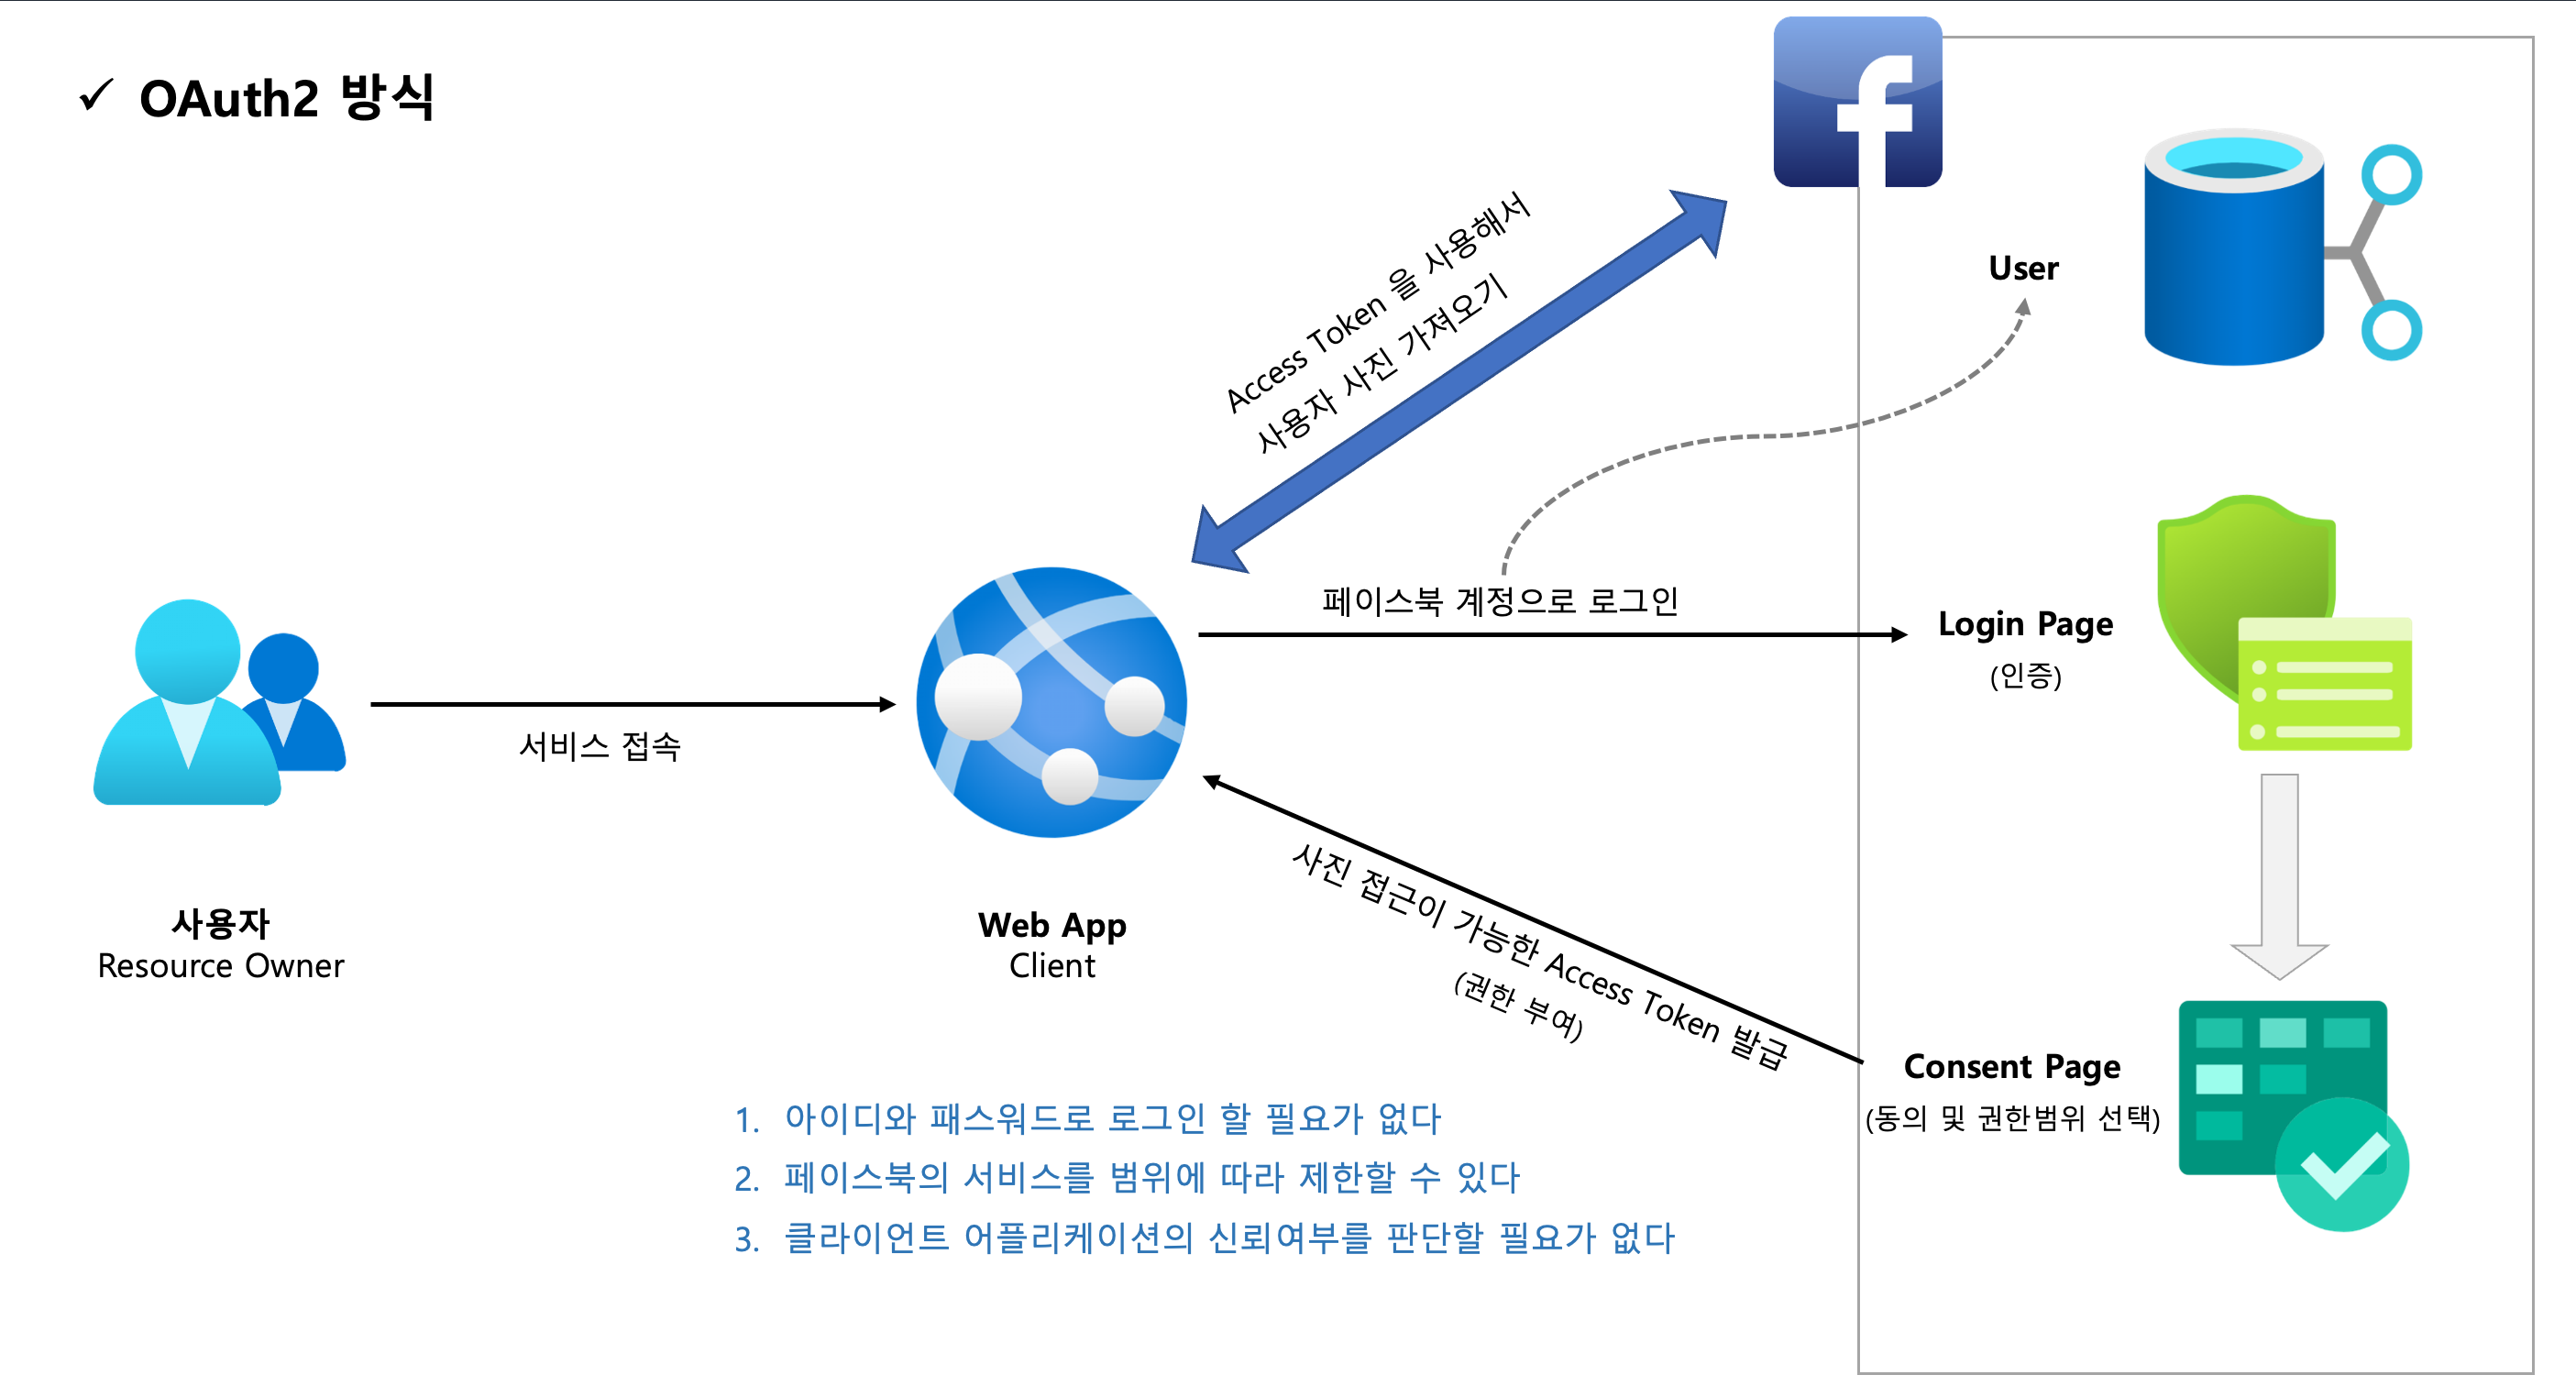 ✓ OAuth2 방식
Access Token 을 사용해서
사용자 사진 가져오기
User
페이스북 계정으로 로그인
Login Page
(인증)
서비스 접속
사진 접근이 가능한 Access Token 발급
(권한 부여)
사용자
Resource Owner
Web App
Client
Consent Page
(동의 및 권한범위 선택)
1. 아이디와 패스워드로 로그인 할 필요가 없다
2. 페이스북의 서비스를 범위에 따라 제한할 수 있다
3. 클라이언트 어플리케이션의 신뢰여부를 판단할 필요가 없다